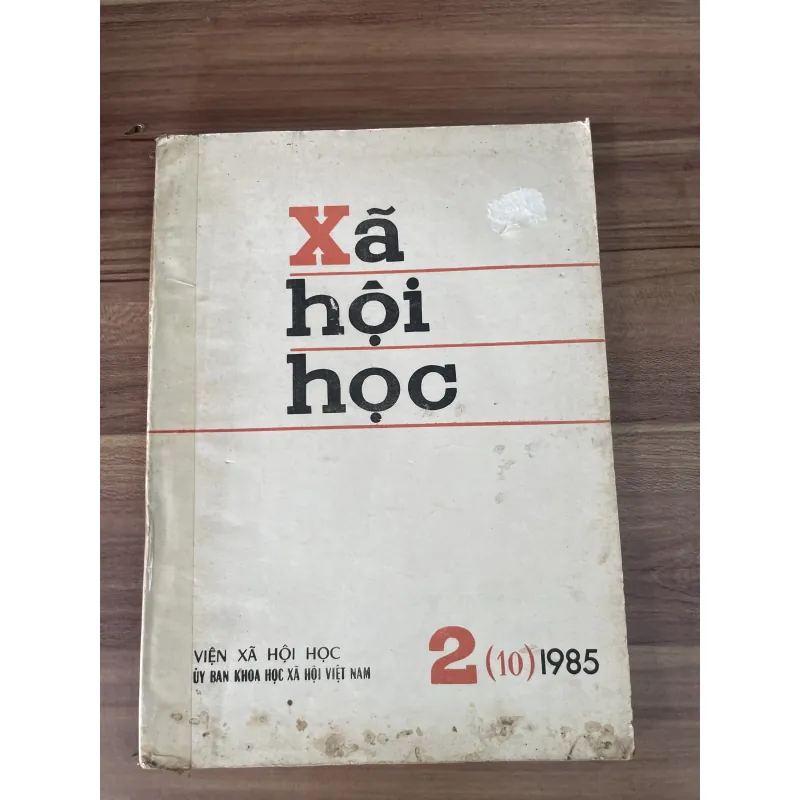 Xã
hội
học
VIỆN XÃ HỘI HỌC
ỦY BAN KHOA HỌC XÃ HỘI VIỆT NAM
2 (10) 1985